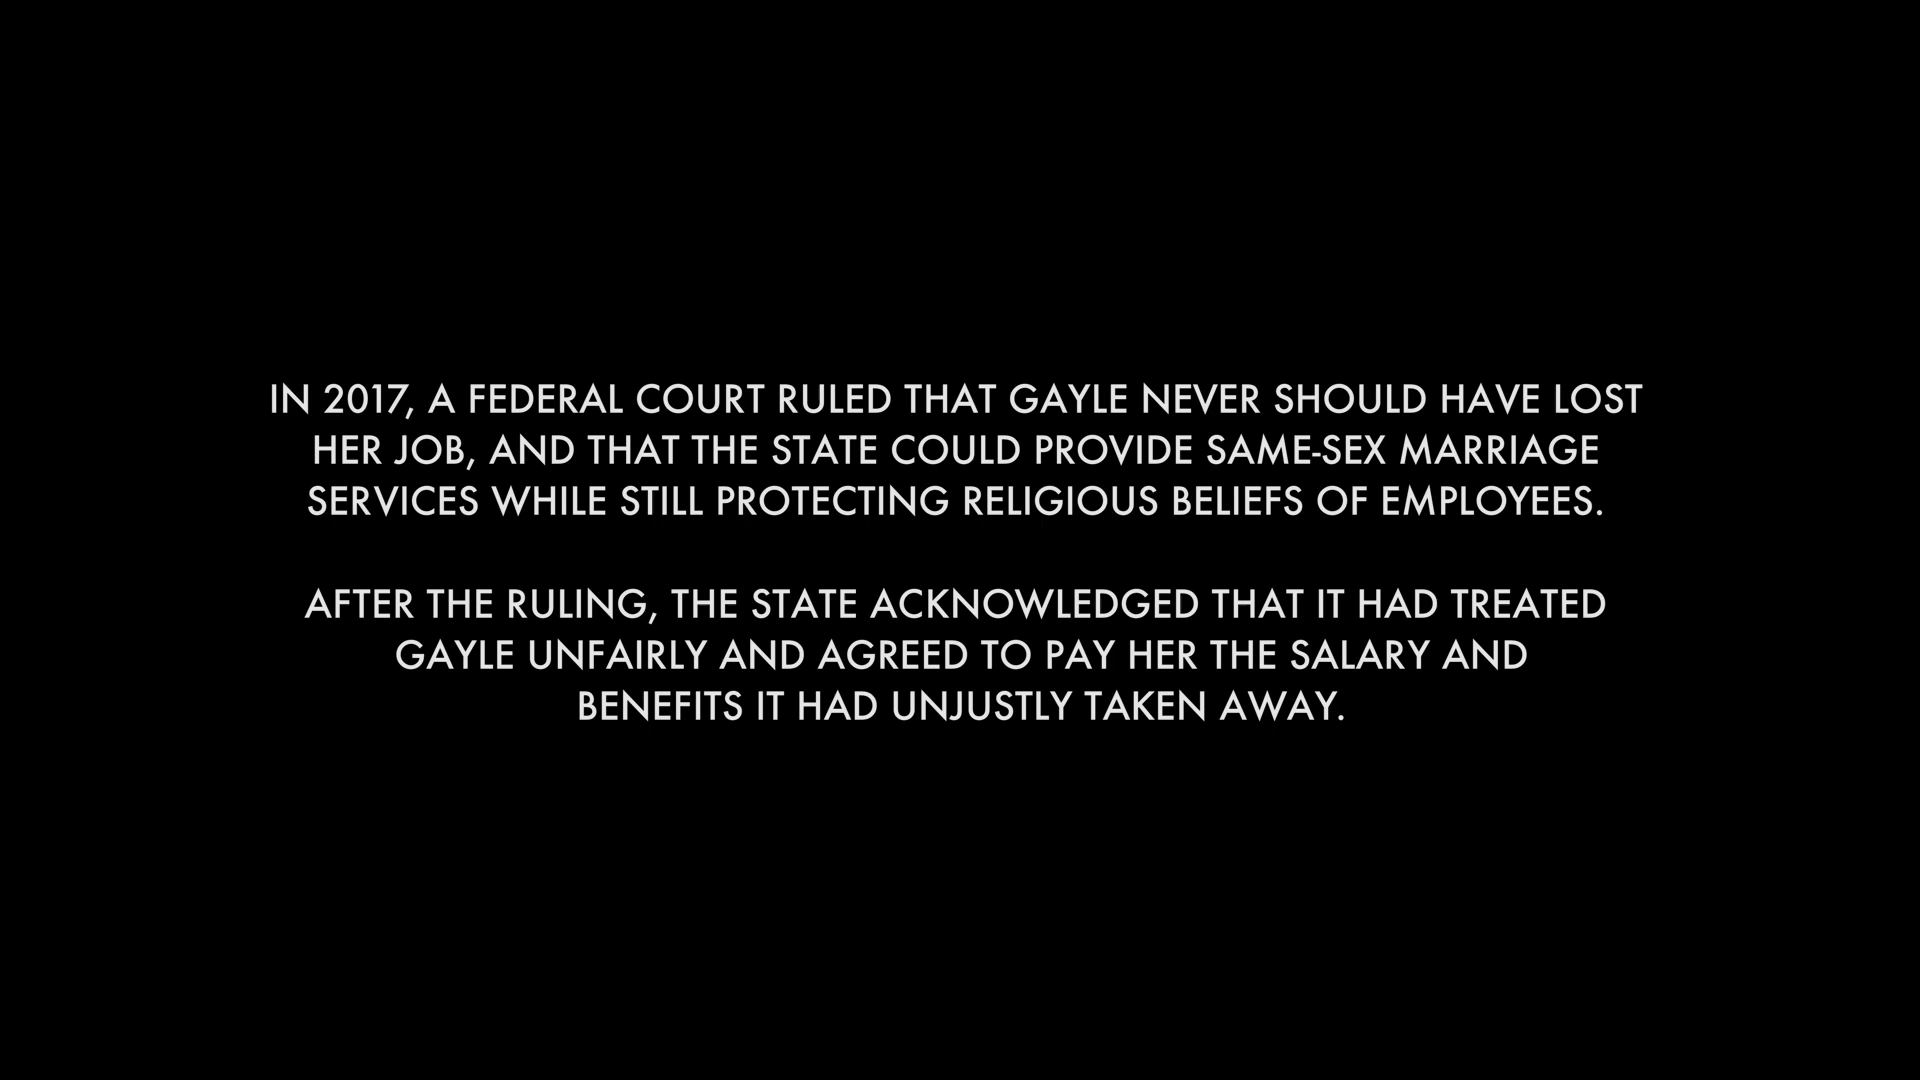 IN 2017, A FEDERAL COURT RULED THAT GAYLE NEVER SHOULD HAVE LOST
HER JOB, AND THAT THE STATE COULD PROVIDE SAME-SEX MARRIAGE
SERVICES WHILE STILL PROTECTING RELIGIOUS BELIEFS OF EMPLOYEES.
AFTER THE RULING, THE STATE ACKNOWLEDGED THAT IT HAD TREATED
GAYLE UNFAIRLY AND AGREED TO PAY HER THE SALARY AND
BENEFITS IT HAD UNJUSTLY TAKEN AWAY.